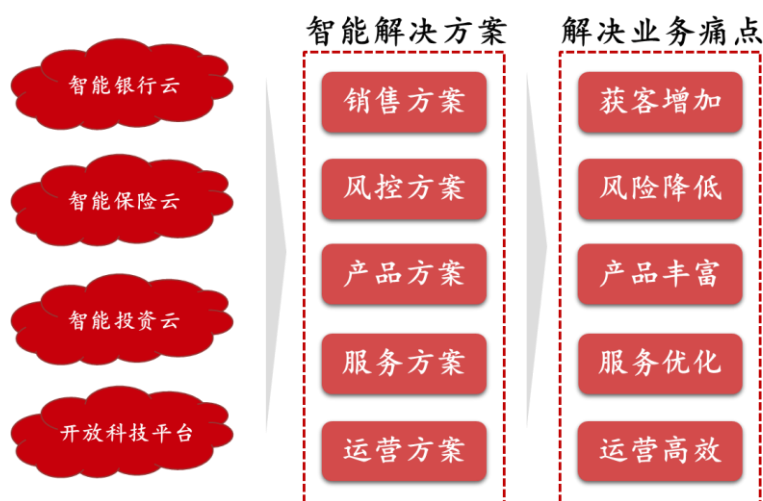 智能银行云
智能保险云
智能投资云
开放科技平台
智能解决方案
销售方案
风控方案
产品方案
服务方案
运营方案
解决业务痛点
获客增加
风险降低
产品丰富
服务优化
运营高效